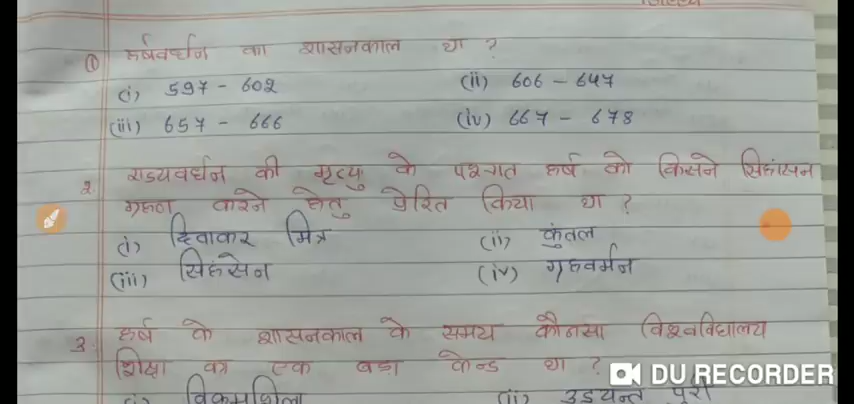 ① हर्षवर्धन का शासनकाल था ?
(i) 597 - 602 (ii) 606 - 647
(iii) 657 - 666 (iv) 667 - 678
2. राज्यवर्धन की मृत्यु के पश्चात हर्ष को किसने सिहांसन
ग्रहण करने हेतु प्रेरित किया था ?
(i) दिवाकर मित्र (ii) कुंतल
(iii) सिहंसेन (iv) गृहवर्मन
3. हर्ष के शासनकाल के समय कौनसा विश्वविधालय
शिक्षा का एक बड़ा केन्द्र था ?
(i) विक्रमशिला (ii) उडयन्त पुरी
DU RECORDER